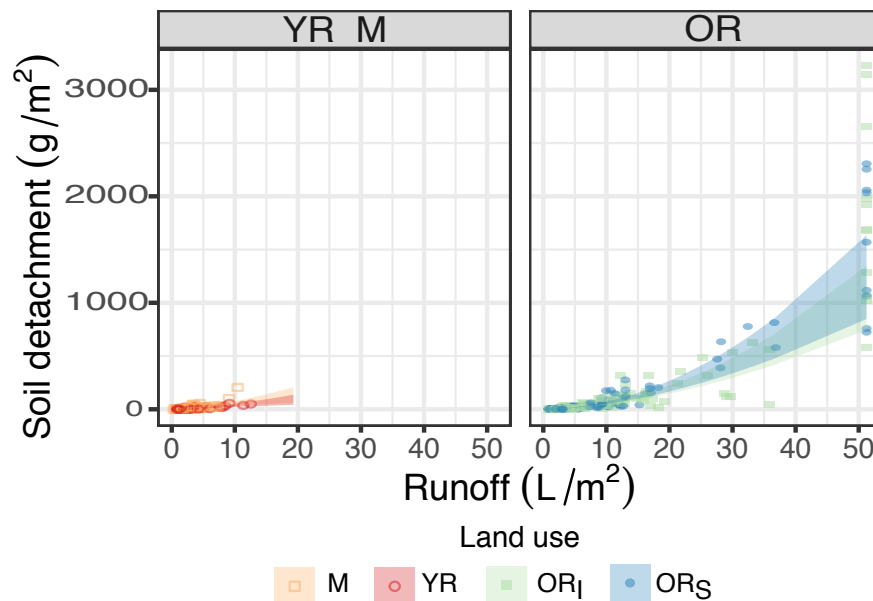 YR M OR
Soil detachment (g/m²)
3000
2000
1000
0
0 10 20 30 40 50 0 10 20 30 40 50
Runoff (L/m²)
Land use
M YR ORI ORS